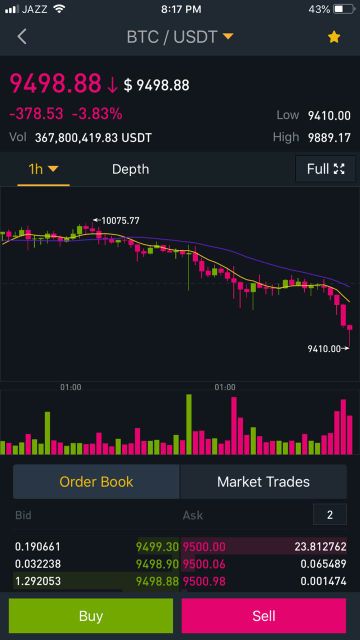 JAZZ 8:17 PM 43%
BTC / USDT
9498.88↓ $ 9498.88
-378.53 -3.83% Low 9410.00
Vol 367,800,419.83 USDT High 9889.17
1h Depth Full
10075.77
9410.00
01:00 01:00
Order Book Market Trades
Bid Ask 2
0.190661 9499.30 9500.00 23.812762
0.032238 9498.90 9500.06 0.065489
1.292053 9498.88 9500.98 0.001474
Buy Sell